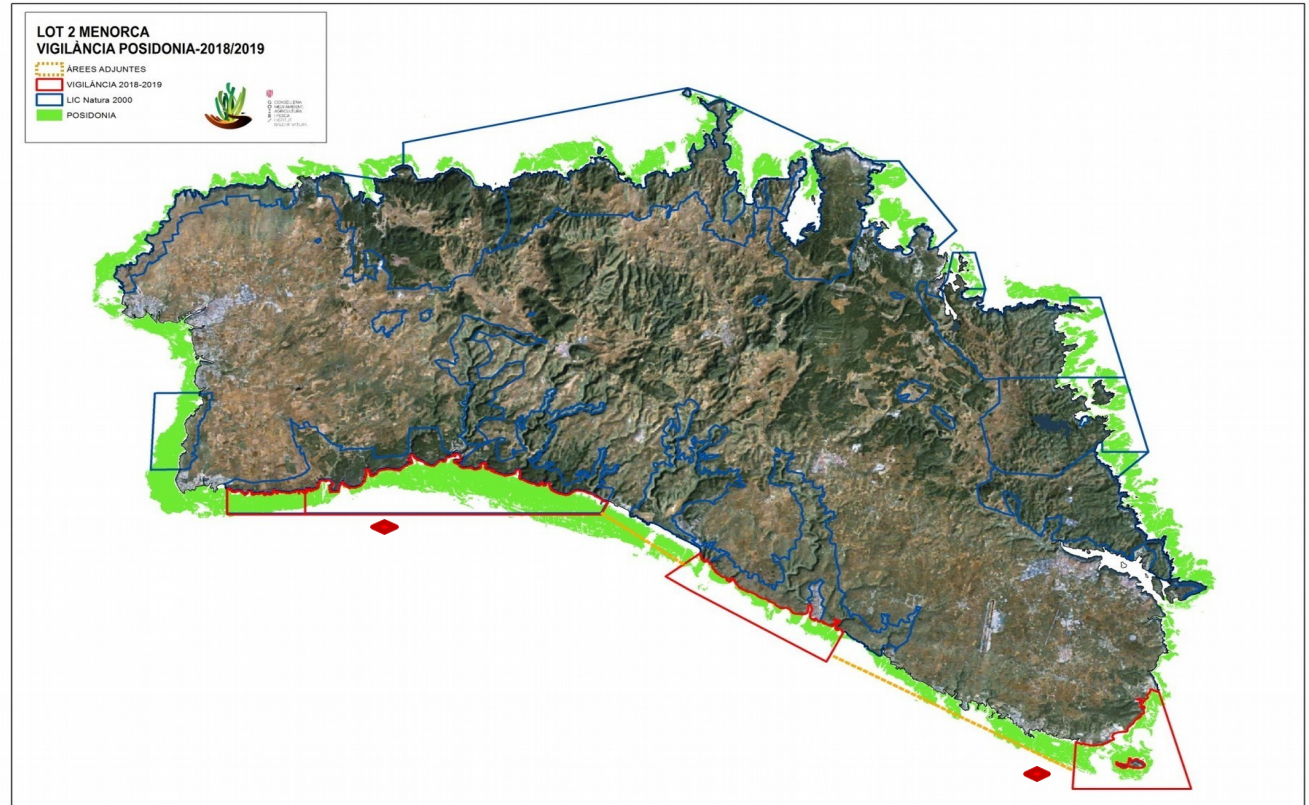 LOT 2 MENORCA
VIGILÀNCIA POSIDONIA-2018/2019
ÀREES ADJUNTES
VIGILÀNCIA 2018-2019
LIC Natura 2000
POSIDONIA